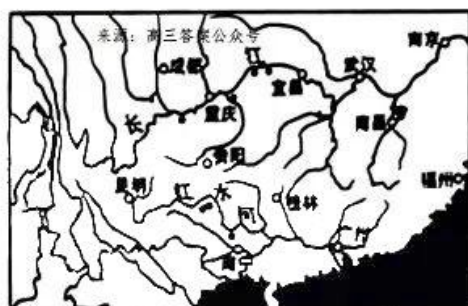 来源：高三答案公众号
南京
成都
江
宜昌
武汉
长
重庆
南昌
贵阳
昆明
红 水 河
桂林
福州
广
南